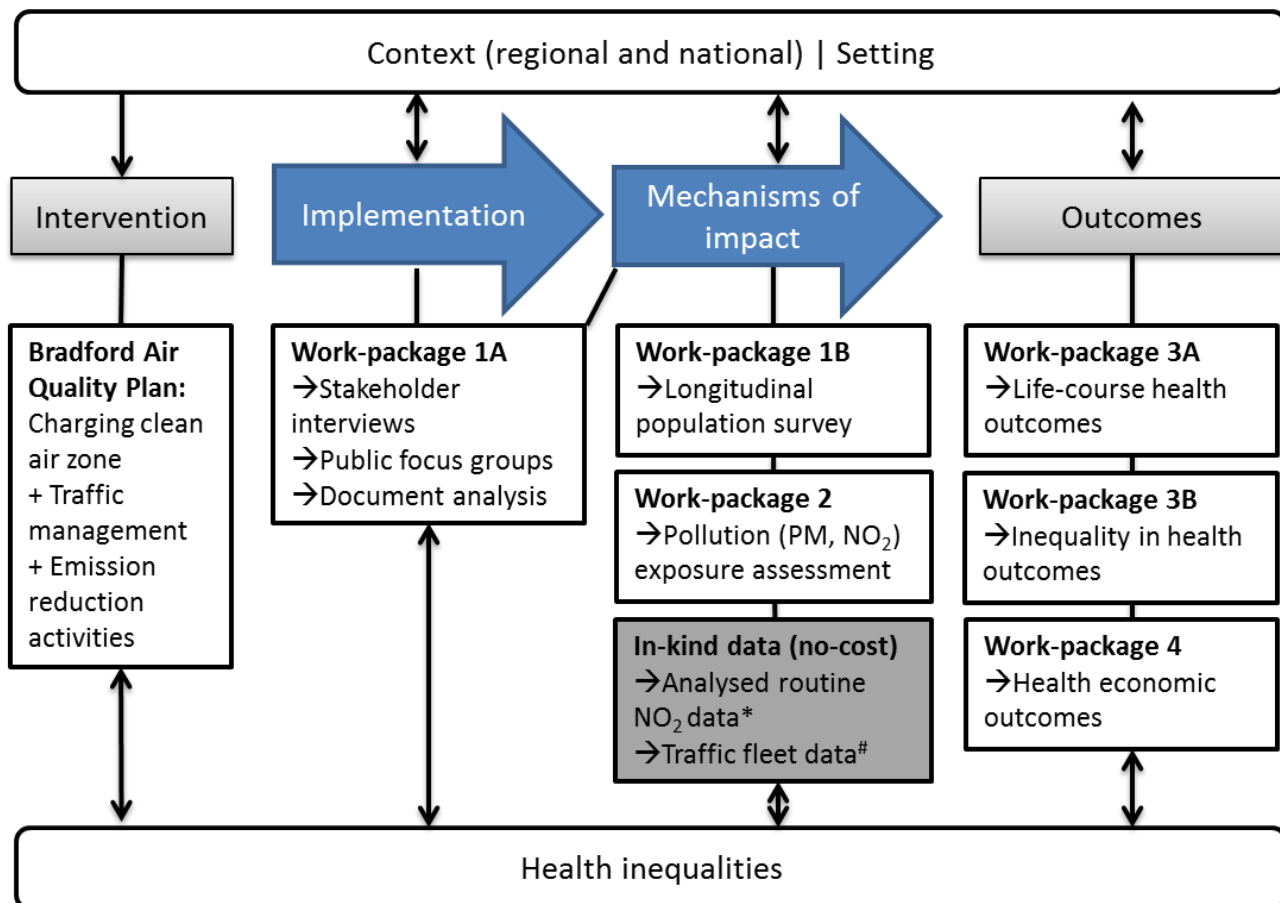 Context (regional and national) | Setting
Intervention
Implementation
Mechanisms of
impact
Outcomes
Bradford Air
Quality Plan:
Charging clean
air zone
+ Traffic
management
+ Emission
reduction
activities
Work-package 1A
→Stakeholder
interviews
→Public focus groups
→Document analysis
Work-package 1B
→Longitudinal
population survey
Work-package 2
→Pollution (PM, NO₂)
exposure assessment
In-kind data (no-cost)
→Analysed routine
NO₂ data*
→Traffic fleet data#
Work-package 3A
→Life-course health
outcomes
Work-package 3B
→Inequality in health
outcomes
Work-package 4
→Health economic
outcomes
Health inequalities